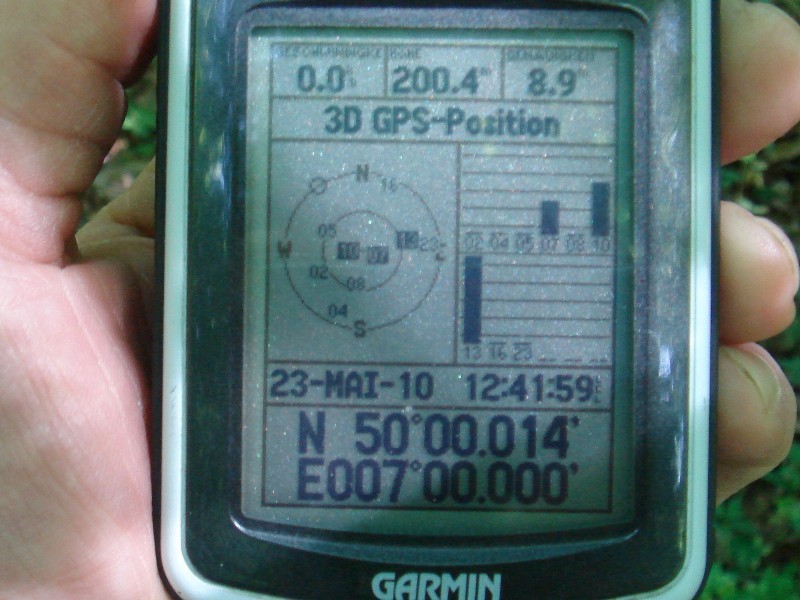 0.0 200.4m 8.9m
3D GPS-Position
N 16
05
W 10 07 13 23 E
02 08
04
S
02 04 05 07 08 10
13 16 23
23-MAI-10 12:41:59
N 50°00.014'
E007°00.000'
GARMIN